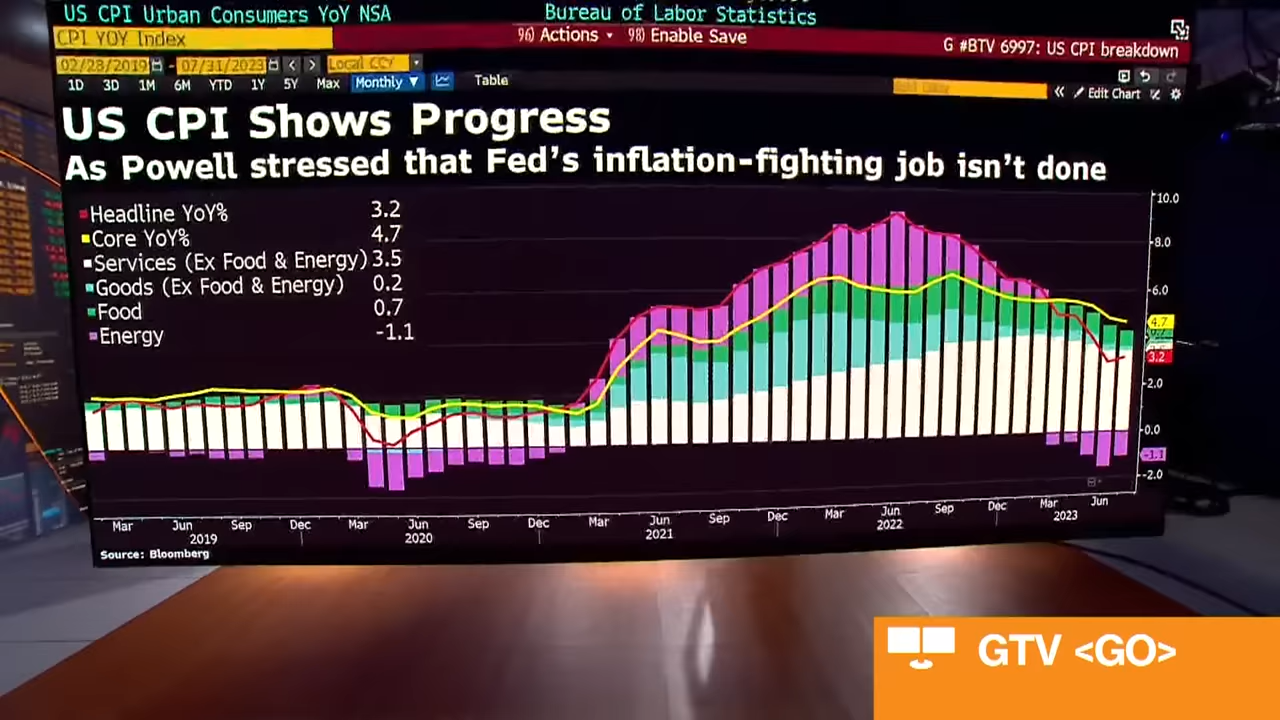 US CPI Urban Consumers YoY NSA
Bureau of Labor Statistics
CPI YOY Index
96) Actions
98) Enable Save
G #BTV 6997: US CPI breakdown
02/28/2019 - 07/31/2023
Local CCY
1D 3D 1M 6M YTD 1Y 5Y Max Monthly ▼ Table
« Edit Chart
US CPI Shows Progress
As Powell stressed that Fed's inflation-fighting job isn't done
Headline YoY% 3.2
Core YoY% 4.7
Services (Ex Food & Energy) 3.5
Goods (Ex Food & Energy) 0.2
Food 0.7
Energy -1.1
10.0
8.0
6.0
4.7
3.2
2.0
0.0
-1.1
-2.0
Mar Jun Sep Dec Mar Jun Sep Dec Mar Jun Sep Dec Mar Jun Sep Dec Mar Jun
2019 2020 2021 2022 2023
Source: Bloomberg
GTV <GO>